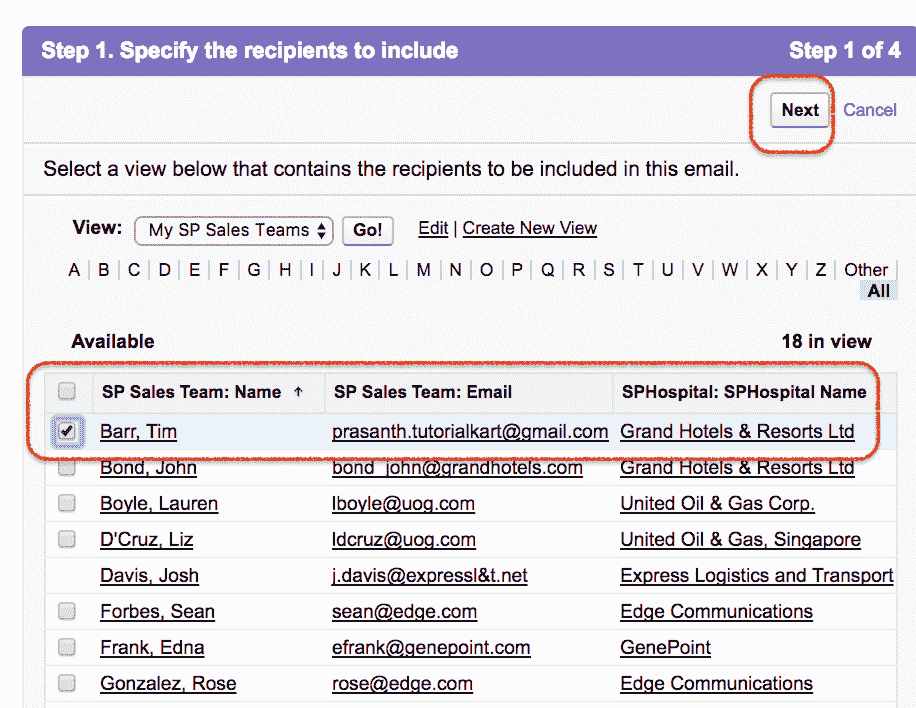 Step 1. Specify the recipients to include Step 1 of 4
Next Cancel
Select a view below that contains the recipients to be included in this email.
View: My SP Sales Teams Go! Edit | Create New View
A | B | C | D | E | F | G | H | I | J | K | L | M | N | O | P | Q | R | S | T | U | V | W | X | Y | Z | Other |
All
Available 18 in view
SP Sales Team: Name ↑ SP Sales Team: Email SPHospital: SPHospital Name
Barr, Tim prasanth.tutorialkart@gmail.com Grand Hotels & Resorts Ltd
Bond, John bond_john@grandhotels.com Grand Hotels & Resorts Ltd
Boyle, Lauren lboyle@uog.com United Oil & Gas Corp.
D'Cruz, Liz ldcruz@uog.com United Oil & Gas, Singapore
Davis, Josh j.davis@expressl&t.net Express Logistics and Transport
Forbes, Sean sean@edge.com Edge Communications
Frank, Edna efrank@genepoint.com GenePoint
Gonzalez, Rose rose@edge.com Edge Communications